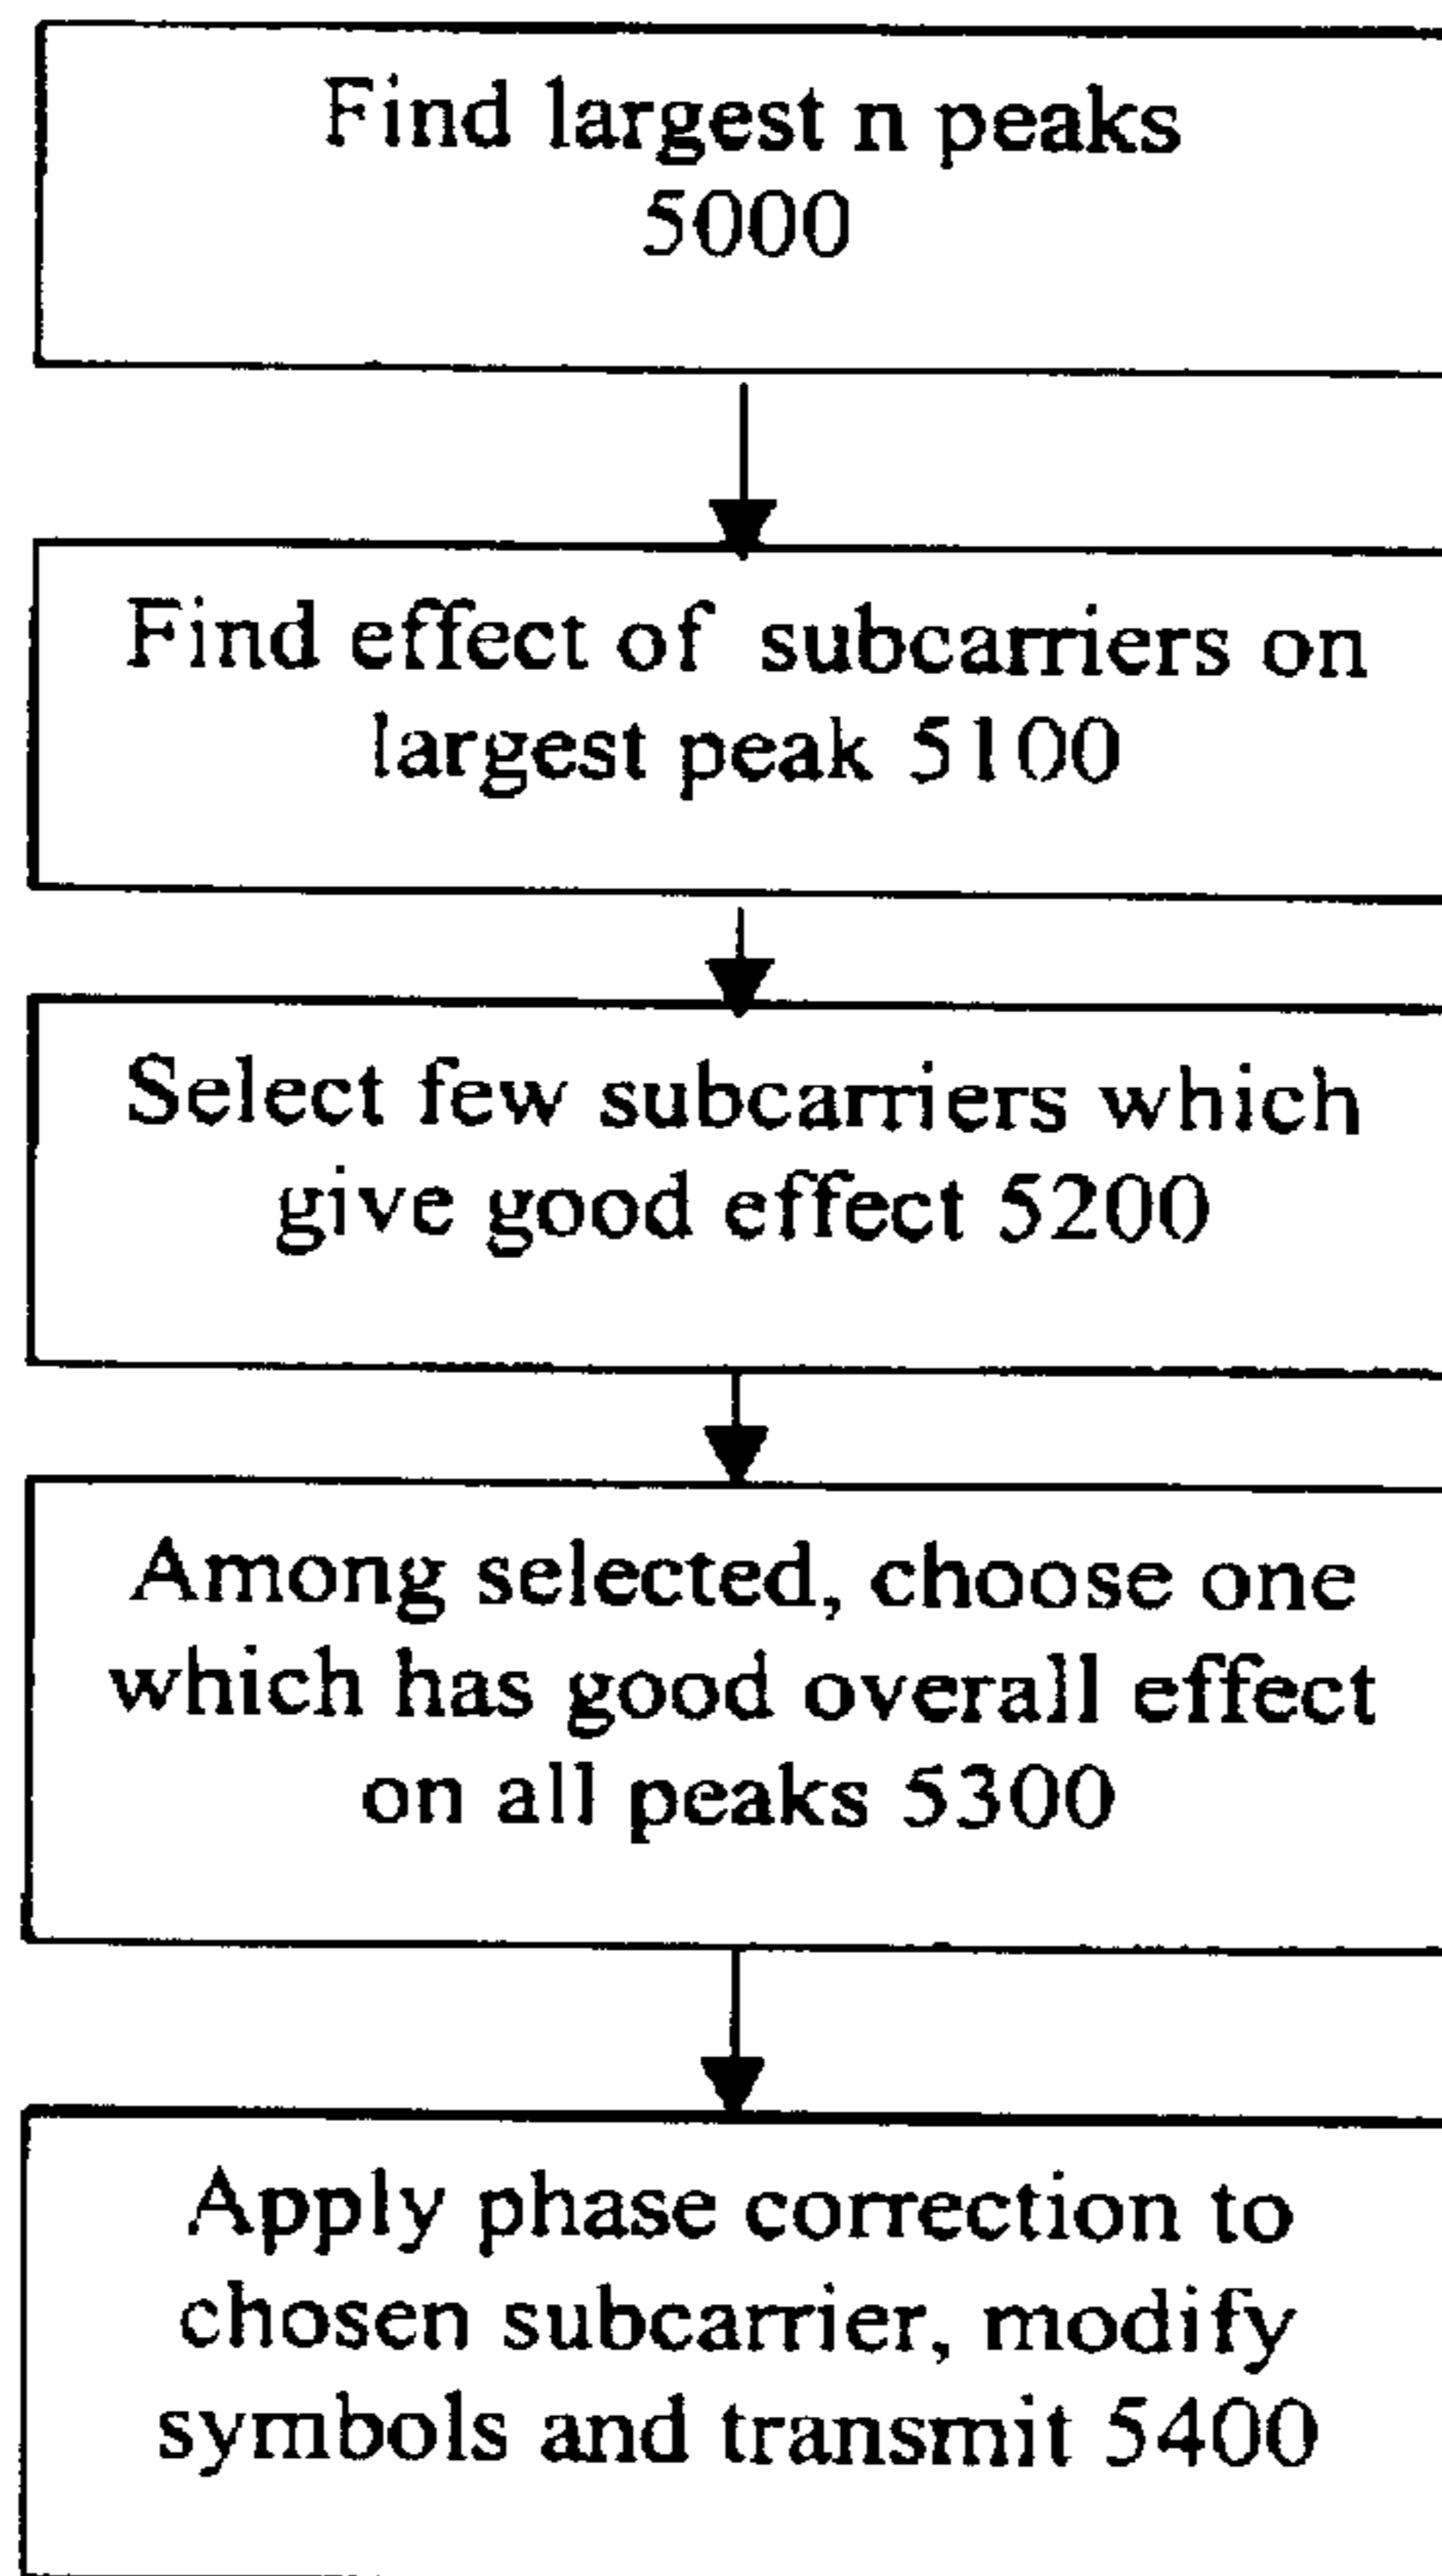 Find largest n peaks
5000
Find effect of subcarriers on
largest peak 5100
Select few subcarriers which
give good effect 5200
Among selected, choose one
which has good overall effect
on all peaks 5300
Apply phase correction to
chosen subcarrier, modify
symbols and transmit 5400